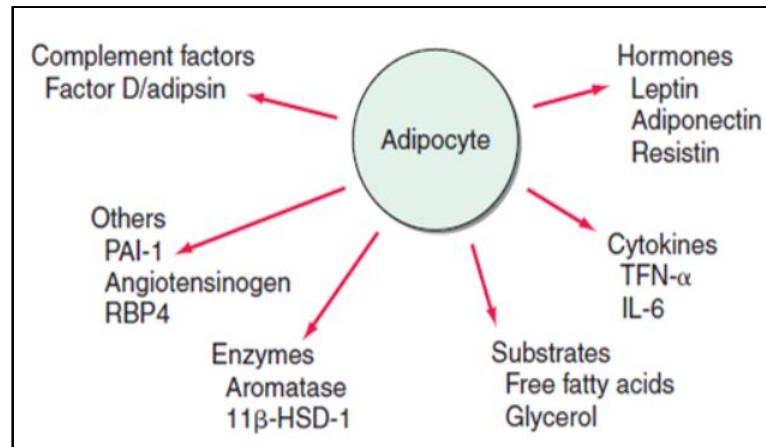 Complement factors
Factor D/adipsin
Adipocyte
Hormones
Leptin
Adiponectin
Resistin
Others
PAI-1
Angiotensinogen
RBP4
Cytokines
TFN-α
IL-6
Enzymes
Aromatase
11β-HSD-1
Substrates
Free fatty acids
Glycerol